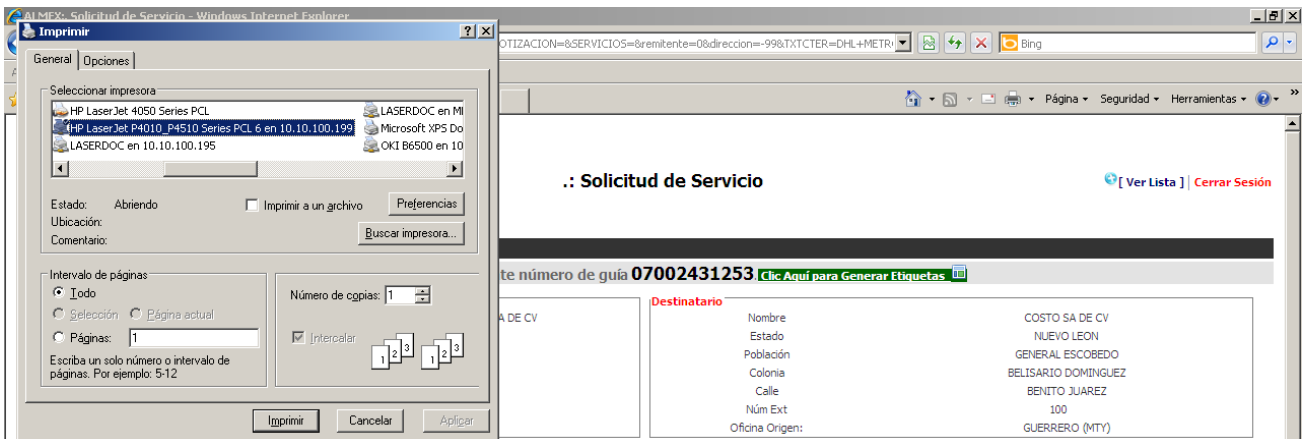 ALMEX:. Solicitud de Servicio - Windows Internet Explorer
Imprimir
OTIZACION=&SERVICIOS=&remitente=0&direccion=-99&TXTCTER=DHL+METR
Bing
General Opciones
Página Seguridad Herramientas »
Seleccionar impresora
HP LaserJet 4050 Series PCL
LASERDOC en MI
HP LaserJet P4010_P4510 Series PCL 6 en 10.10.100.199
Microsoft XPS Do
LASERDOC en 10.10.100.195
OKI B6500 en 10
.: Solicitud de Servicio
[ Ver Lista ] | Cerrar Sesión
Estado: Abriendo
Imprimir a un archivo
Preferencias
Ubicación:
Comentario:
Buscar impresora...
te número de guía 07002431253. Clic Aquí para Generar Etiquetas
Intervalo de páginas
Todo
Selección Página actual
Páginas: 1
Escriba un solo número o intervalo de
páginas. Por ejemplo: 5-12
Número de copias: 1
Intercalar
1 2 3 1 2 3
Imprimir Cancelar Aplicar
A DE CV
Destinatario
Nombre COSTO SA DE CV
Estado NUEVO LEON
Población GENERAL ESCOBEDO
Colonia BELISARIO DOMINGUEZ
Calle BENITO JUAREZ
Núm Ext 100
Oficina Origen: GUERRERO (MTY)